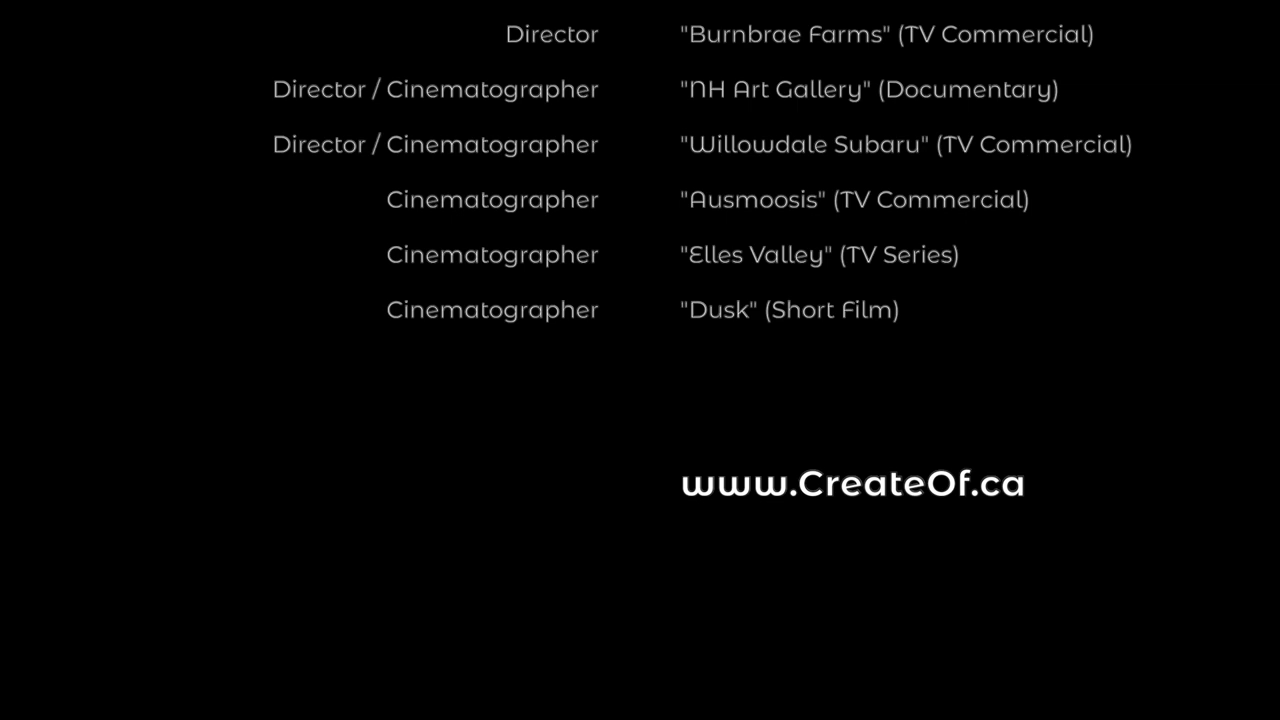 Director "Burnbrae Farms" (TV Commercial)
Director / Cinematographer "NH Art Gallery" (Documentary)
Director / Cinematographer "Willowdale Subaru" (TV Commercial)
Cinematographer "Ausmoosis" (TV Commercial)
Cinematographer "Elles Valley" (TV Series)
Cinematographer "Dusk" (Short Film)
www.CreateOf.ca